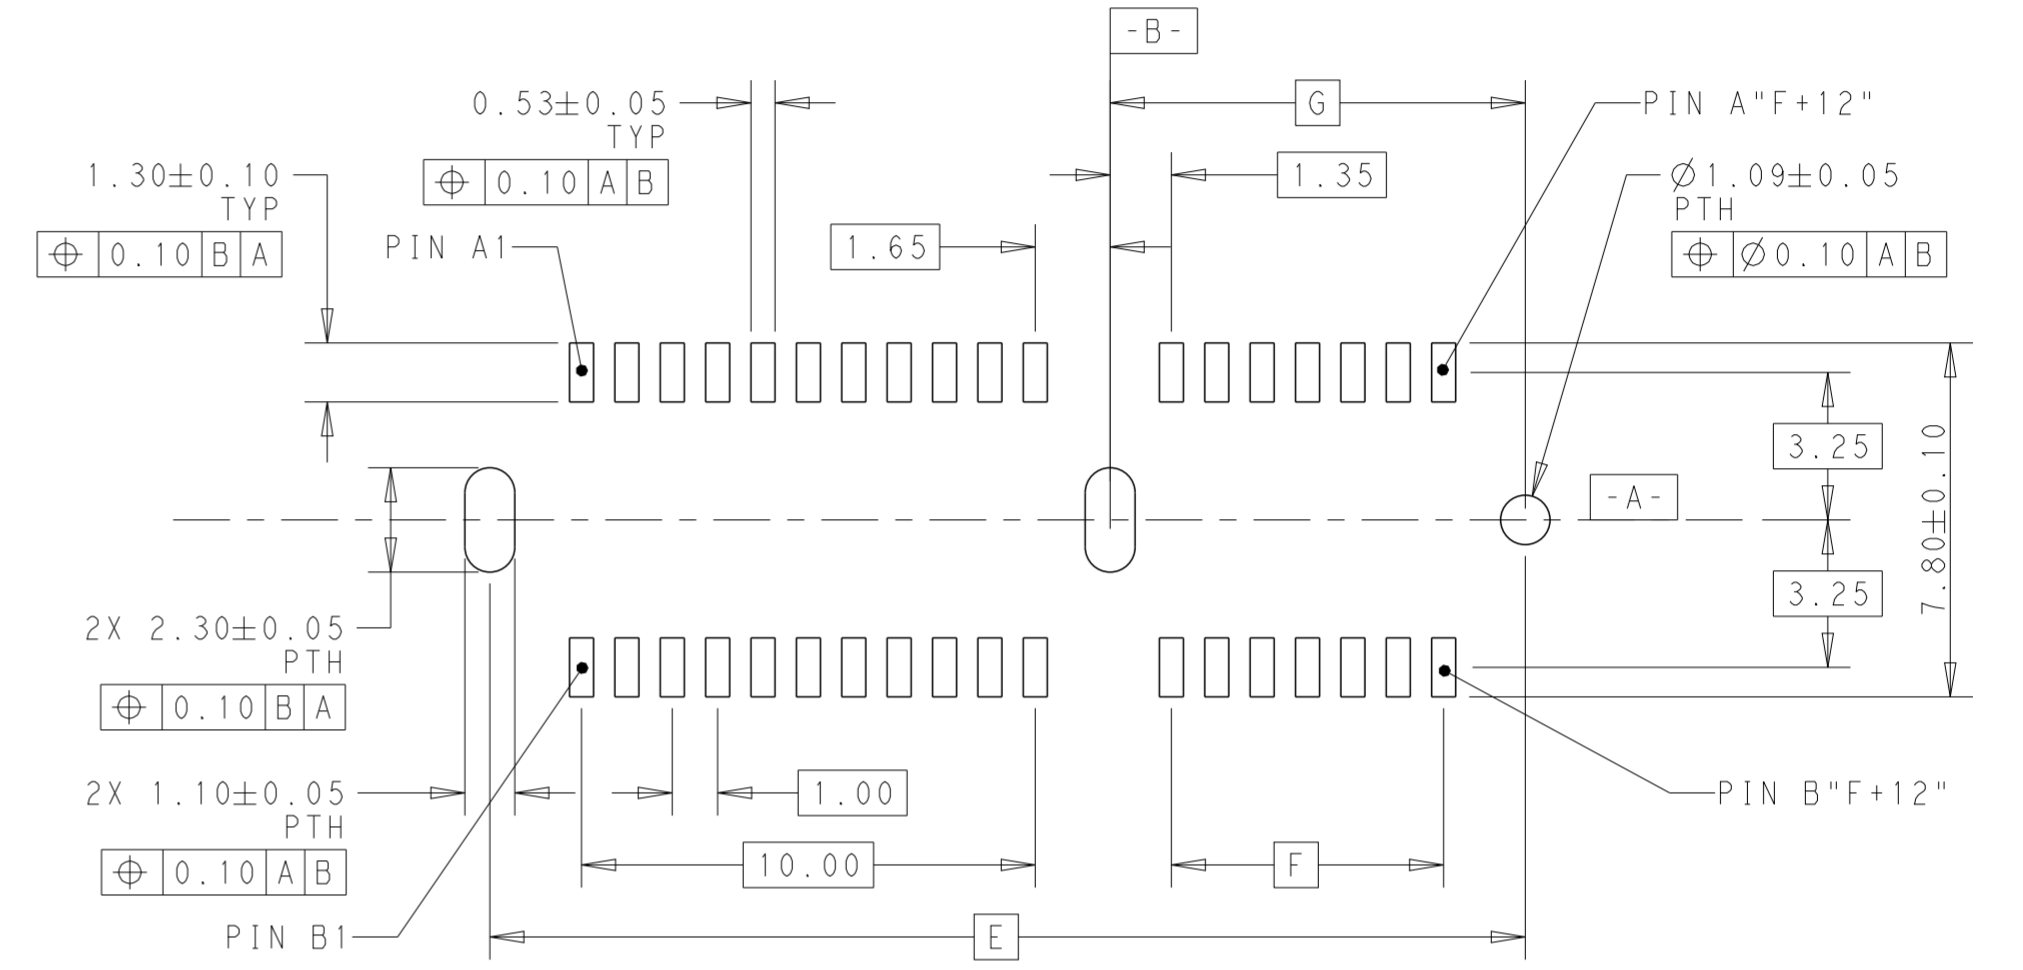 -B-
0.53±0.05
TYP
⌖ 0.10 A B
G
PIN A"F+12"
1.30±0.10
TYP
⌖ 0.10 B A
PIN A1
1.35
1.65
Ø1.09±0.05
PTH
⌖ Ø0.10 A B
3.25
-A-
7.80±0.10
3.25
2X 2.30±0.05
PTH
⌖ 0.10 B A
2X 1.10±0.05
PTH
⌖ 0.10 A B
1.00
PIN B"F+12"
10.00
F
PIN B1
E